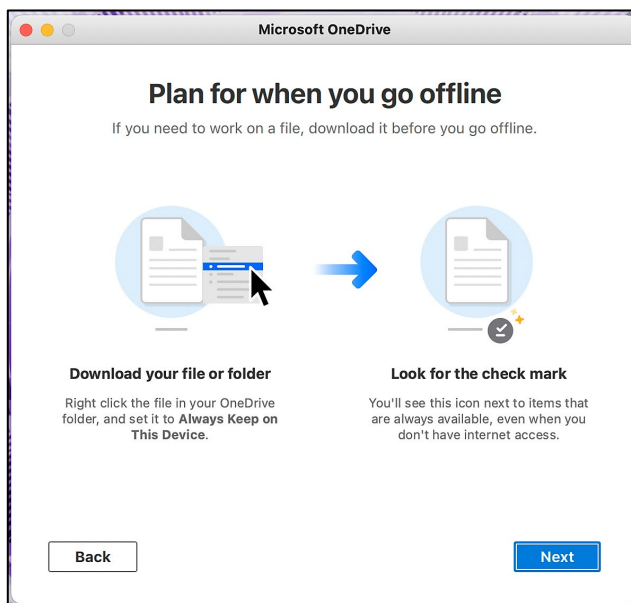 Microsoft OneDrive
Plan for when you go offline
If you need to work on a file, download it before you go offline.
Download your file or folder
Right click the file in your OneDrive
folder, and set it to Always Keep on
This Device.
Look for the check mark
You'll see this icon next to items that
are always available, even when you
don't have internet access.
Back
Next